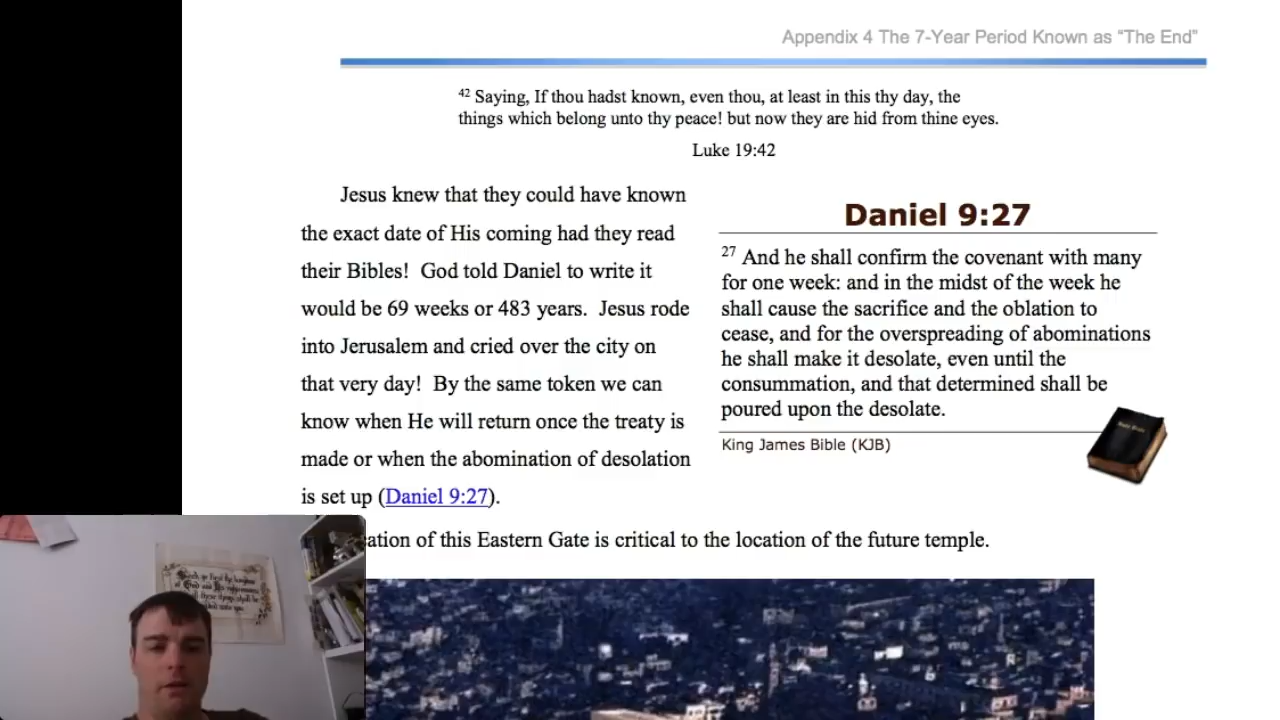 Appendix 4 The 7-Year Period Known as “The End”
42 Saying, If thou hadst known, even thou, at least in this thy day, the
things which belong unto thy peace! but now they are hid from thine eyes.
Luke 19:42
Jesus knew that they could have known
the exact date of His coming had they read
their Bibles!  God told Daniel to write it
would be 69 weeks or 483 years.  Jesus rode
into Jerusalem and cried over the city on
that very day!  By the same token we can
know when He will return once the treaty is
made or when the abomination of desolation
is set up (Daniel 9:27).
Daniel 9:27
27 And he shall confirm the covenant with many
for one week: and in the midst of the week he
shall cause the sacrifice and the oblation to
cease, and for the overspreading of abominations
he shall make it desolate, even until the
consummation, and that determined shall be
poured upon the desolate.
King James Bible (KJB)
ation of this Eastern Gate is critical to the location of the future temple.